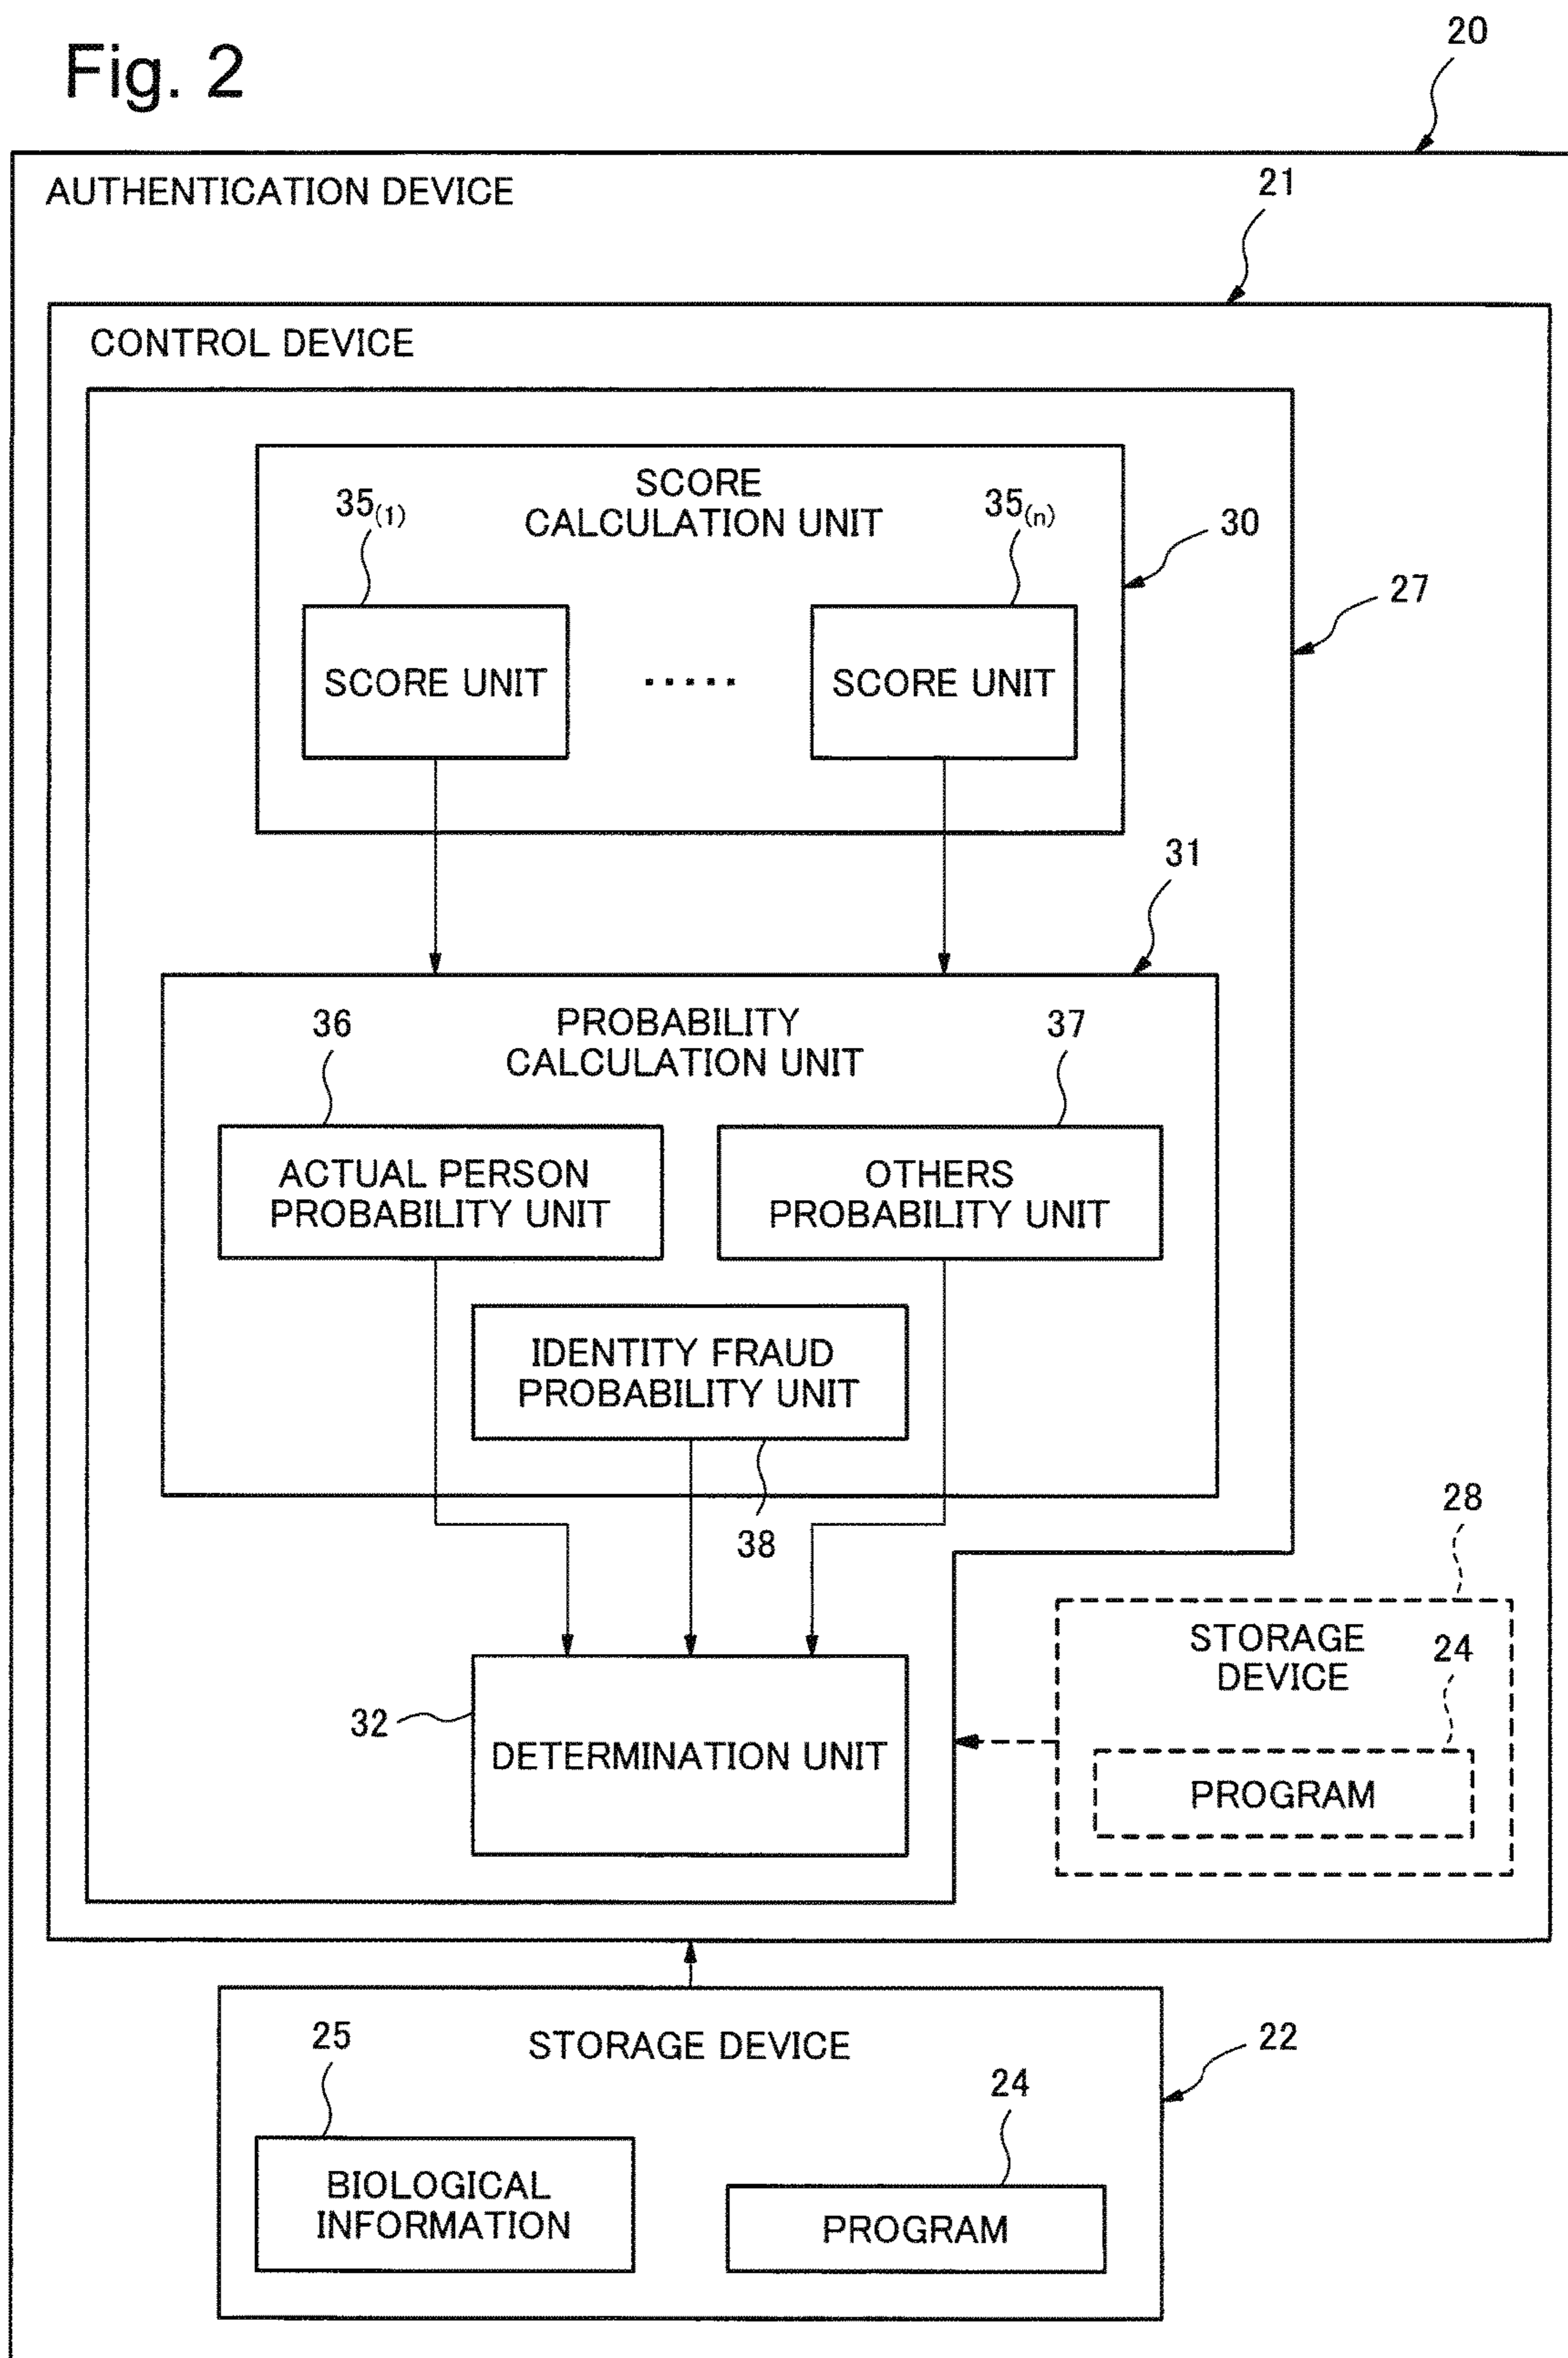 Fig. 2
20
AUTHENTICATION DEVICE
21
CONTROL DEVICE
SCORE
CALCULATION UNIT
35(1)
35(n)
30
27
SCORE UNIT
.....
SCORE UNIT
31
PROBABILITY
CALCULATION UNIT
36
37
ACTUAL PERSON
PROBABILITY UNIT
OTHERS
PROBABILITY UNIT
IDENTITY FRAUD
PROBABILITY UNIT
38
28
STORAGE
DEVICE
24
32
DETERMINATION UNIT
PROGRAM
STORAGE DEVICE
22
25
24
BIOLOGICAL
INFORMATION
PROGRAM